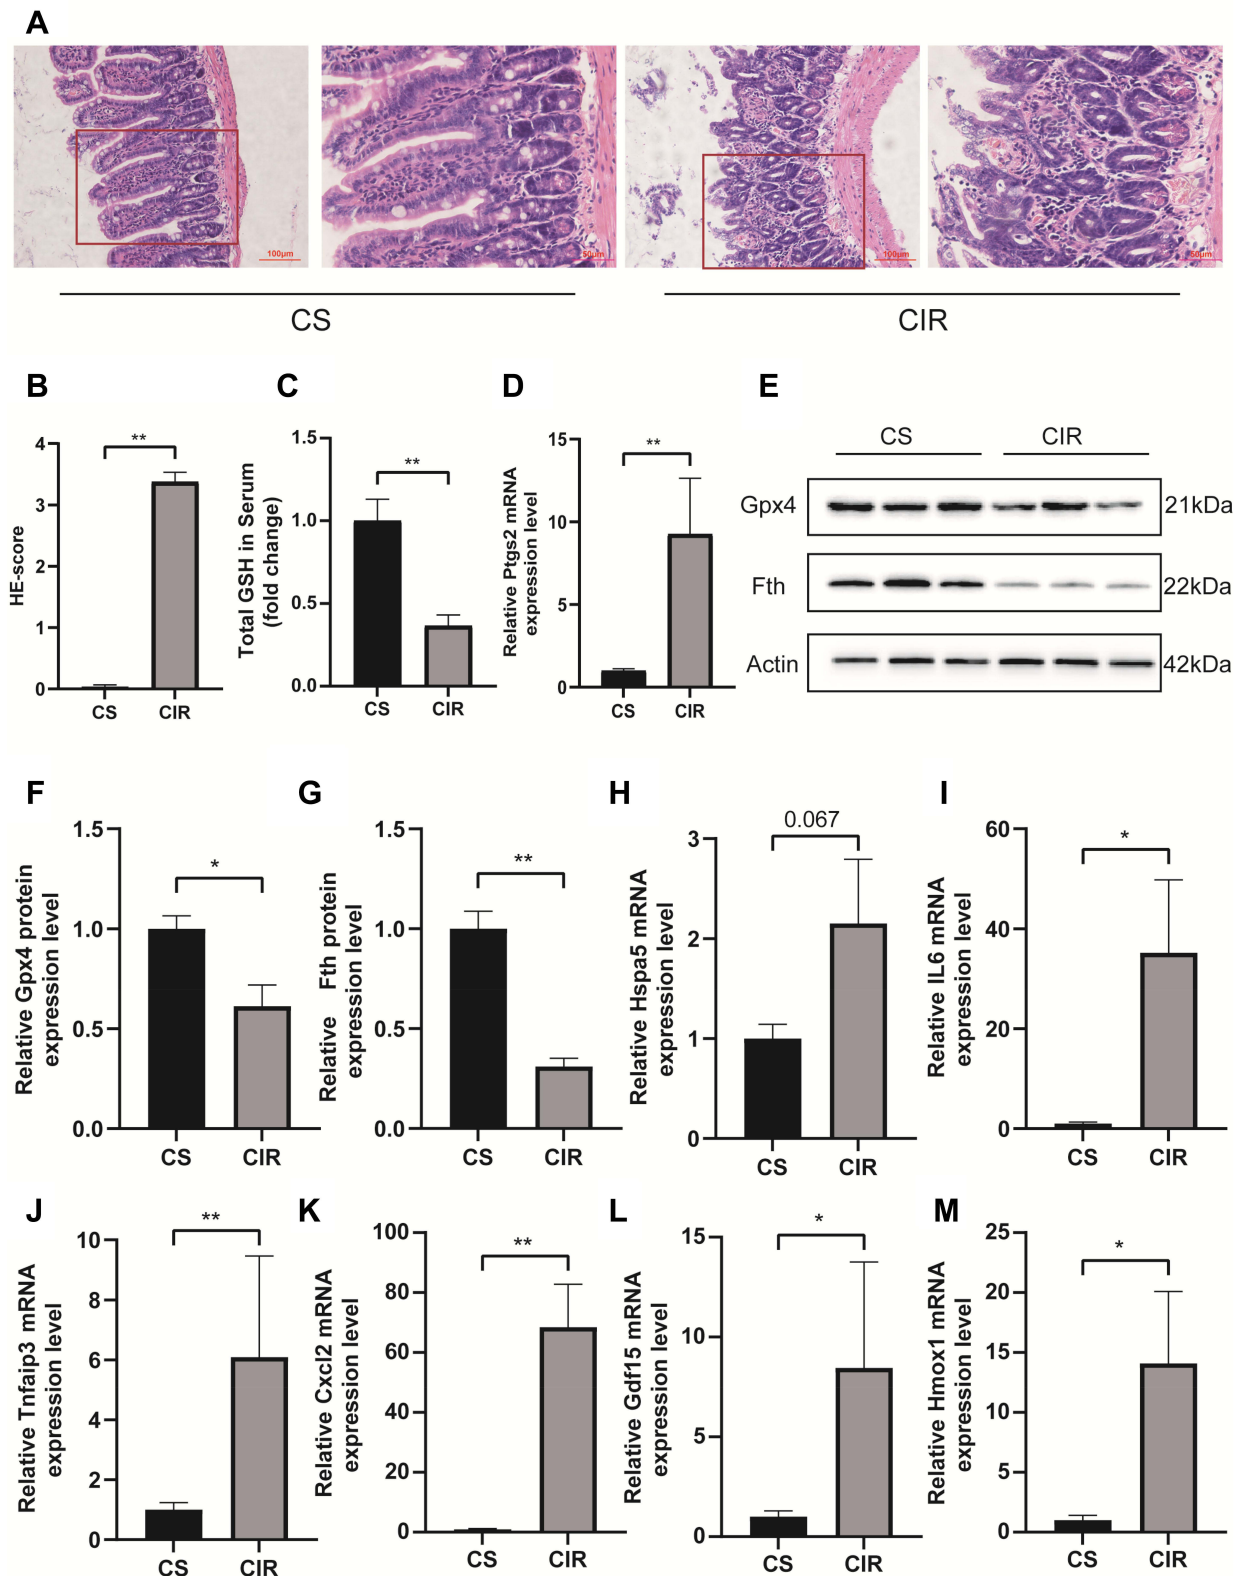 A
100μm
50μm
100μm
50μm
CS
CIR
B
HE-score
4
3
2
1
0
**
CS
CIR
C
Total GSH in Serum
(fold change)
1.5
1.0
0.5
0.0
**
CS
CIR
D
Relative Ptgs2 mRNA
expression level
15
10
5
0
**
CS
CIR
E
CS
CIR
Gpx4
21kDa
Fth
22kDa
Actin
42kDa
F
Relative Gpx4 protein
expression level
1.5
1.0
0.5
0.0
*
CS
CIR
G
Relative Fth protein
expression level
1.5
1.0
0.5
0.0
**
CS
CIR
H
Relative Hspa5 mRNA
expression level
3
2
1
0
0.067
CS
CIR
I
Relative IL6 mRNA
expression level
60
40
20
0
*
CS
CIR
J
Relative Tnfaip3 mRNA
expression level
10
8
6
4
2
0
**
CS
CIR
K
Relative Cxcl2 mRNA
expression level
100
80
60
40
20
0
**
CS
CIR
L
Relative Gdf15 mRNA
expression level
15
10
5
0
*
CS
CIR
M
Relative Hmox1 mRNA
expression level
25
20
15
10
5
0
*
CS
CIR